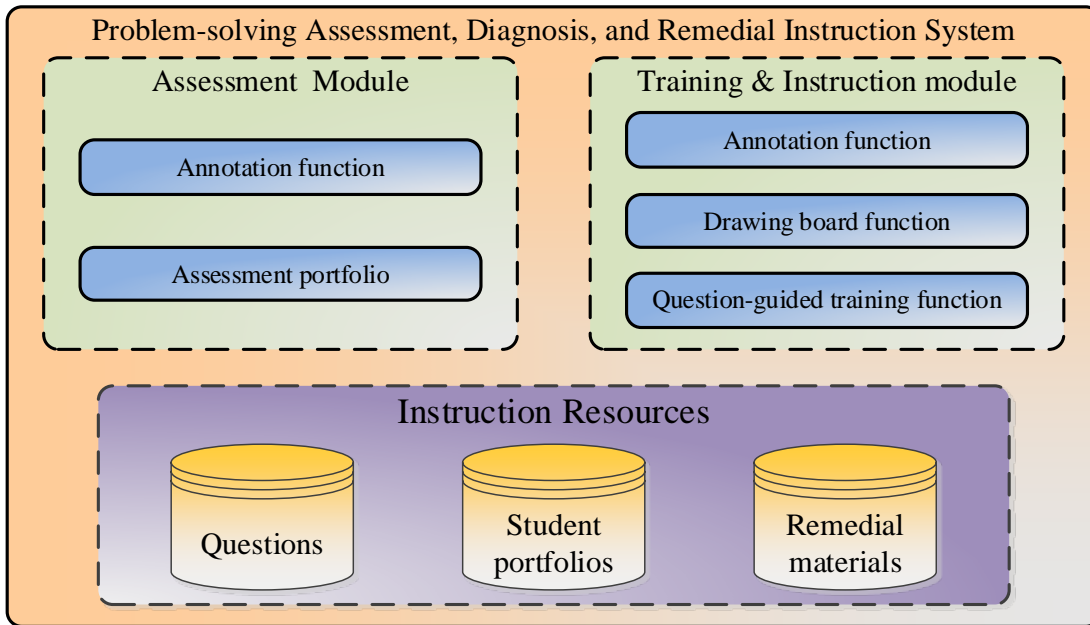 Problem-solving Assessment, Diagnosis, and Remedial Instruction System
Assessment Module
Annotation function
Assessment portfolio
Training & Instruction module
Annotation function
Drawing board function
Question-guided training function
Instruction Resources
Questions
Student
portfolios
Remedial
materials